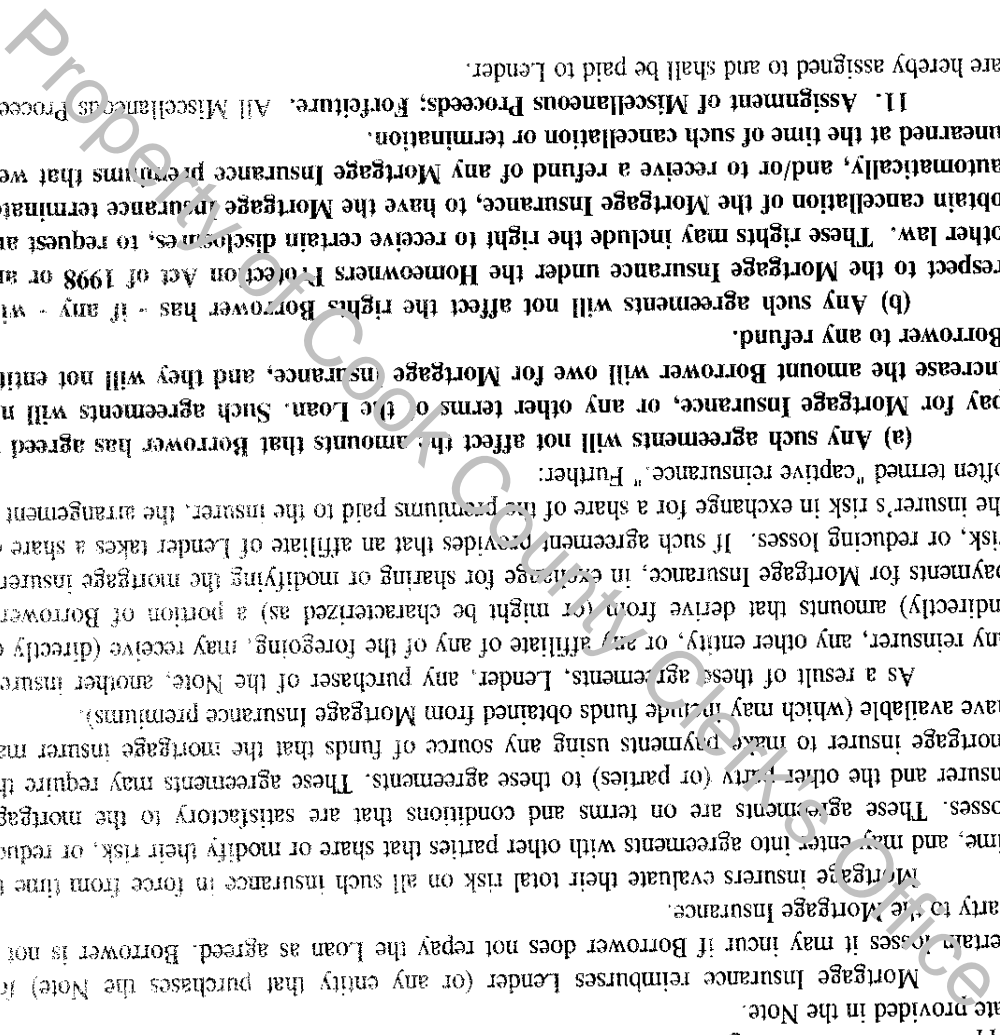 ate provided in the Note.
Mortgage Insurance reimburses Lender (or any entity that purchases the Note)
ertain losses it may incur if Borrower does not repay the Loan as agreed. Borrower is not
arty to the Mortgage Insurance.
Mortgage insurers evaluate their total risk on all such insurance in force from time
ime, and may enter into agreements with other parties that share or modify their risk, or reduc
osses. These agreements are on terms and conditions that are satisfactory to the mortgag
nsurer and the other party (or parties) to these agreements. These agreements may require th
mortgage insurer to make payments using any source of funds that the mortgage insurer ma
have available (which may include funds obtained from Mortgage Insurance premiums).
As a result of these agreements, Lender, any purchaser of the Note, another insure
ny reinsurer, any other entity, or any affiliate of any of the foregoing, may receive (directly
ndirectly) amounts that derive from (or might be characterized as) a portion of Borrower
payments for Mortgage Insurance, in exchange for sharing or modifying the mortgage insurer
isk, or reducing losses. If such agreement provides that an affiliate of Lender takes a share
he insurer's risk in exchange for a share of the premiums paid to the insurer, the arrangement
often termed "captive reinsurance." Further:
(a) Any such agreements will not affect the amounts that Borrower has agreed
pay for Mortgage Insurance, or any other terms of the Loan. Such agreements will n
increase the amount Borrower will owe for Mortgage Insurance, and they will not entit
Borrower to any refund.
(b) Any such agreements will not affect the rights Borrower has - if any - wi
respect to the Mortgage Insurance under the Homeowners Protection Act of 1998 or an
other law. These rights may include the right to receive certain disclosures, to request an
obtain cancellation of the Mortgage Insurance, to have the Mortgage Insurance terminate
automatically, and/or to receive a refund of any Mortgage Insurance premiums that we
unearned at the time of such cancellation or termination.
11. Assignment of Miscellaneous Proceeds; Forfeiture. All Miscellaneous Procee
are hereby assigned to and shall be paid to Lender.
Property of Cook County Clerk's Office